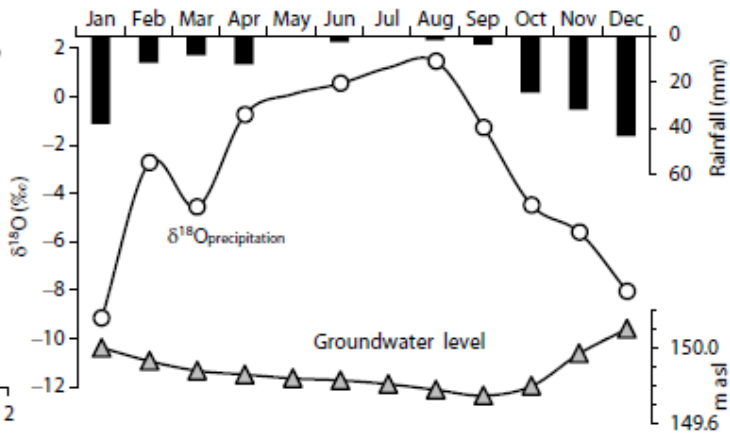 Jan Feb Mar Apr May Jun Jul Aug Sep Oct Nov Dec
2
0
−2
−4
−6
−8
−10
−12
δ¹⁸O (‰)
0
20
40
60
Rainfall (mm)
δ¹⁸Oprecipitation
Groundwater level
150.0
149.6
m asl
2